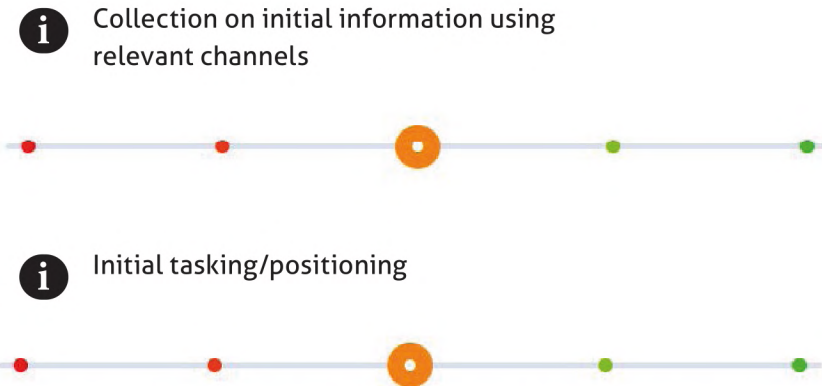 i Collection on initial information using
relevant channels
i Initial tasking/positioning